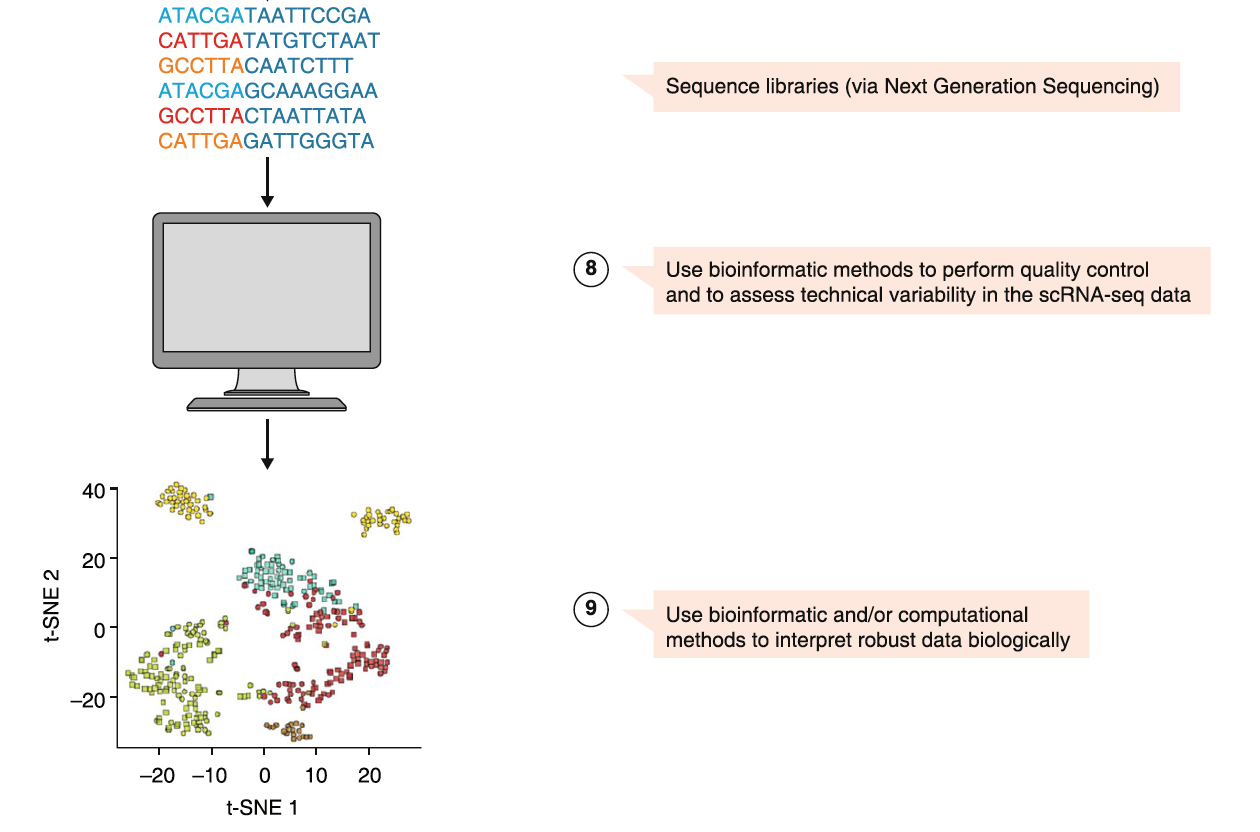 ATACGATAATTCCGA
CATTGATATGTCTAAT
GCCTTACAATCTTT
ATACGAGCAAAGGAA
GCCTTACTAATTATA
CATTGAGATTGGGTA
Sequence libraries (via Next Generation Sequencing)
8
Use bioinformatic methods to perform quality control
and to assess technical variability in the scRNA-seq data
40
20
0
−20
t-SNE 2
−20 −10 0 10 20
t-SNE 1
9
Use bioinformatic and/or computational
methods to interpret robust data biologically